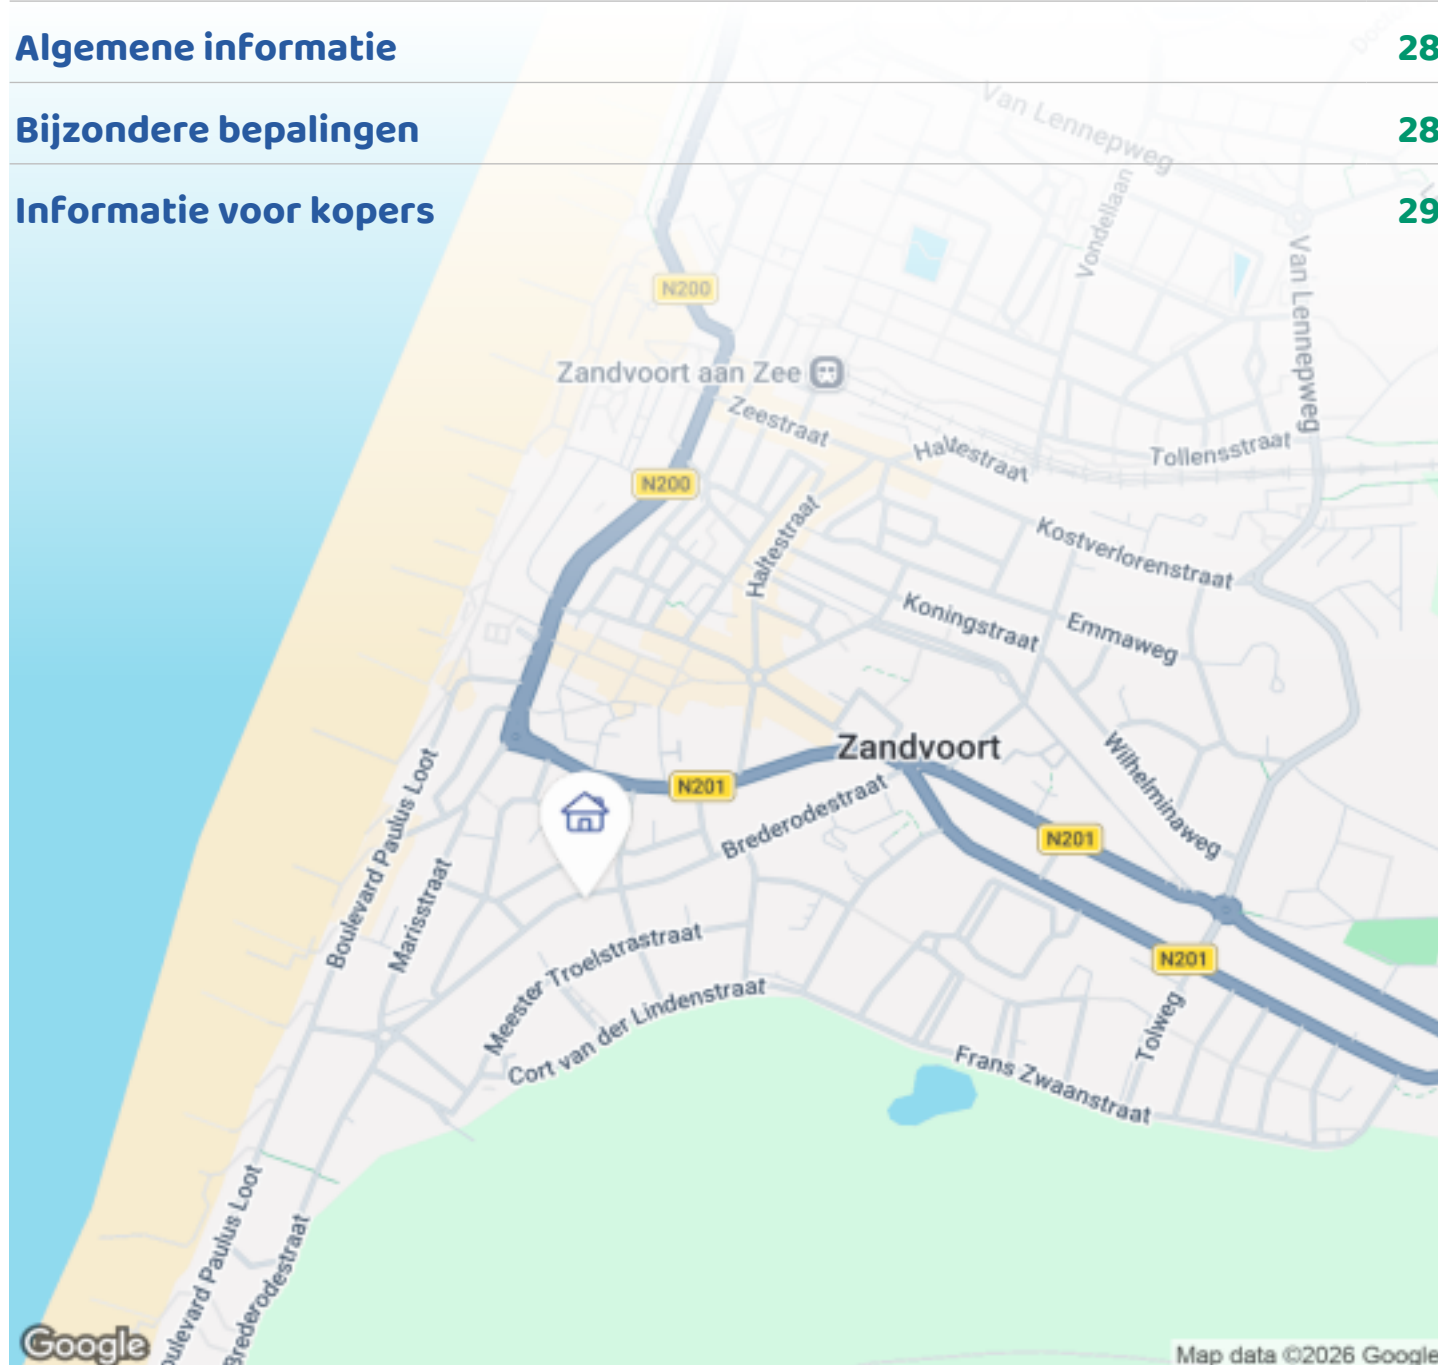 Algemene informatie 28
Bijzondere bepalingen 28
Informatie voor kopers 29
Van Lennepweg
Vondellaan
Van Lennepweg
N200
Zandvoort aan Zee
Zeestraat
Haltestraat
Tollensstraat
N200
Haltestraat
Kostverlorenstraat
Koningstraat
Emmaweg
Zandvoort
Wilhelminaweg
Boulevard Paulus Loot
N201
Brederodestraat
N201
Marisstraat
Meester Troelstrastraat
N201
Cort van der Lindenstraat
Tolweg
Frans Zwaanstraat
oulevard Paulus Loot
Brederodestraat
Google
Map data ©2026 Google